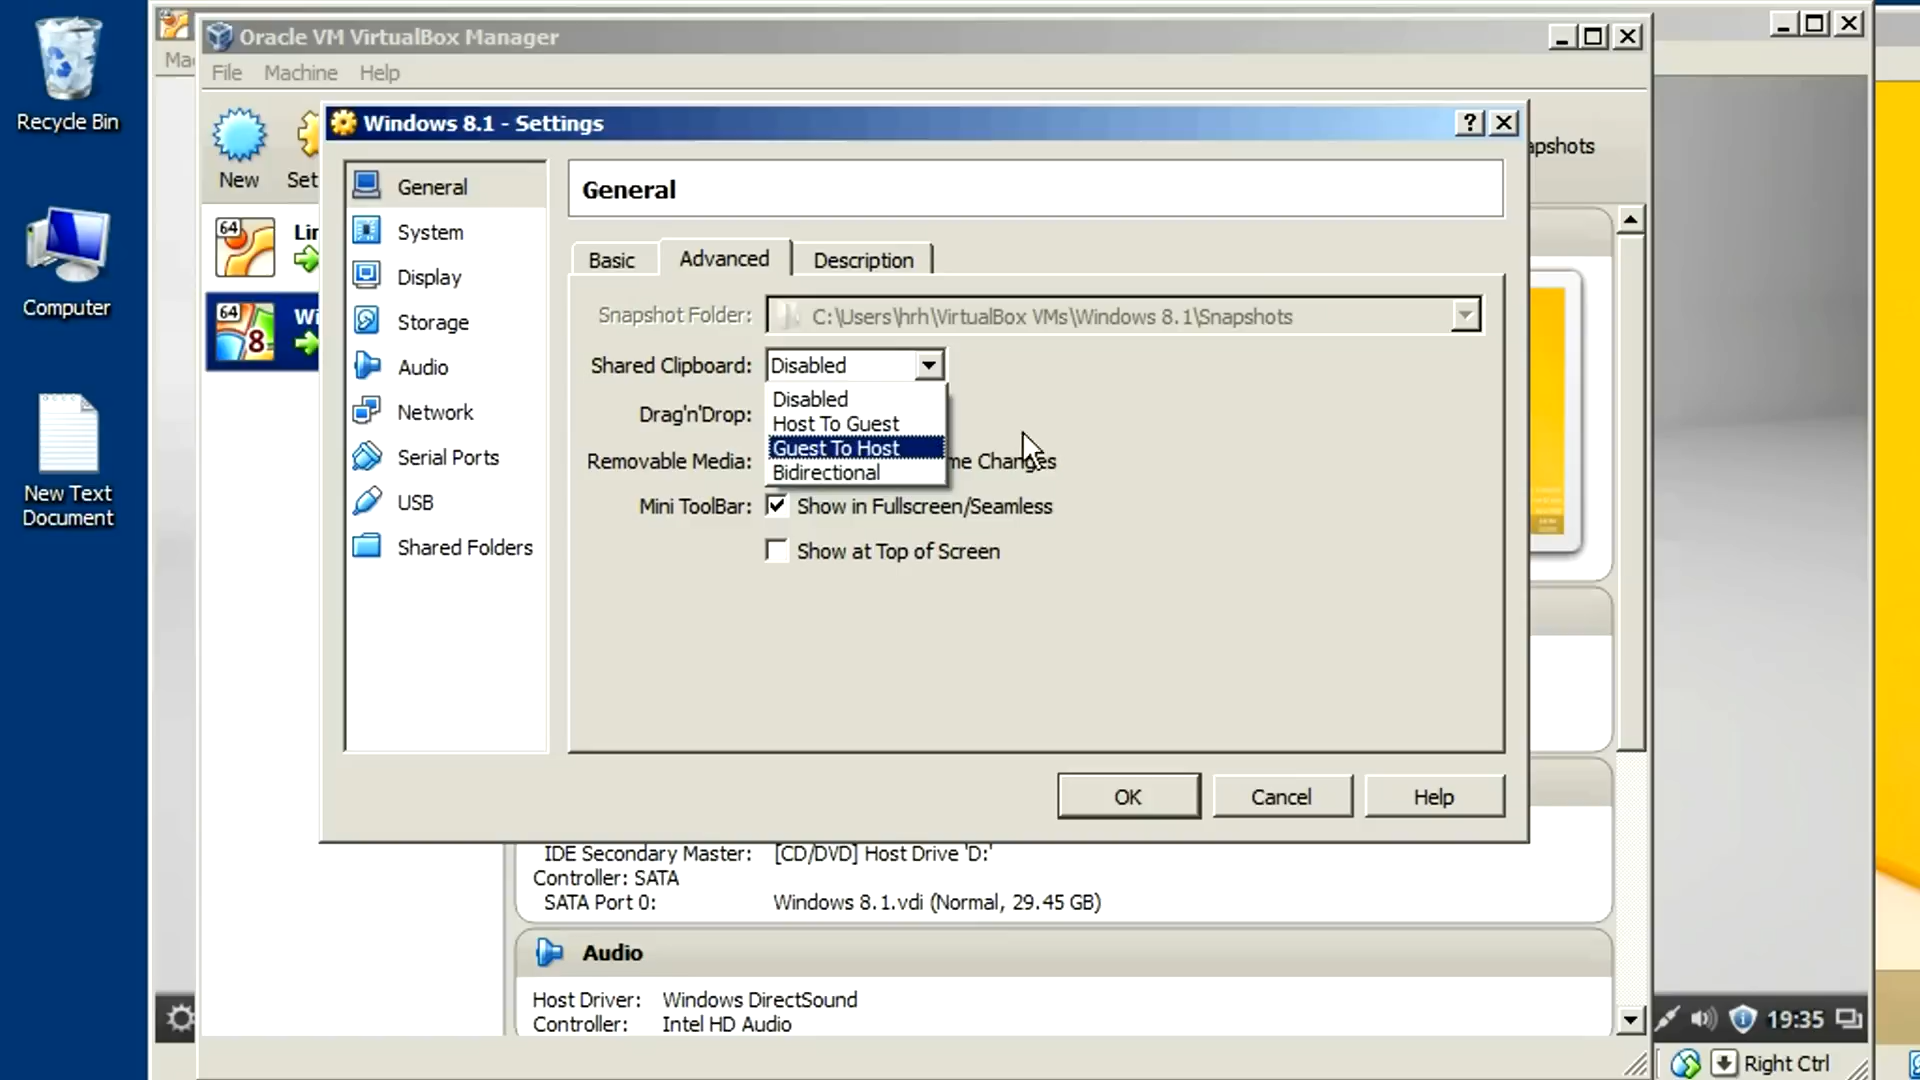 Recycle Bin
Computer
New Text
Document
Oracle VM VirtualBox Manager
File Machine Help
New
Windows 8.1 - Settings
General
System
Display
Storage
Audio
Network
Serial Ports
USB
Shared Folders
General
Basic
Advanced
Description
Snapshot Folder: C:\Users\hrh\VirtualBox VMs\Windows 8.1\Snapshots
Shared Clipboard: Disabled
Disabled
Host To Guest
Guest To Host
Bidirectional
Drag'n'Drop:
Removable Media: me Changes
Mini ToolBar: Show in Fullscreen/Seamless
Show at Top of Screen
OK
Cancel
Help
64
64
8
IDE Secondary Master: [CD/DVD] Host Drive 'D:'
Controller: SATA
SATA Port 0: Windows 8.1.vdi (Normal, 29.45 GB)
Audio
Host Driver: Windows DirectSound
Controller: Intel HD Audio
19:35
Right Ctrl